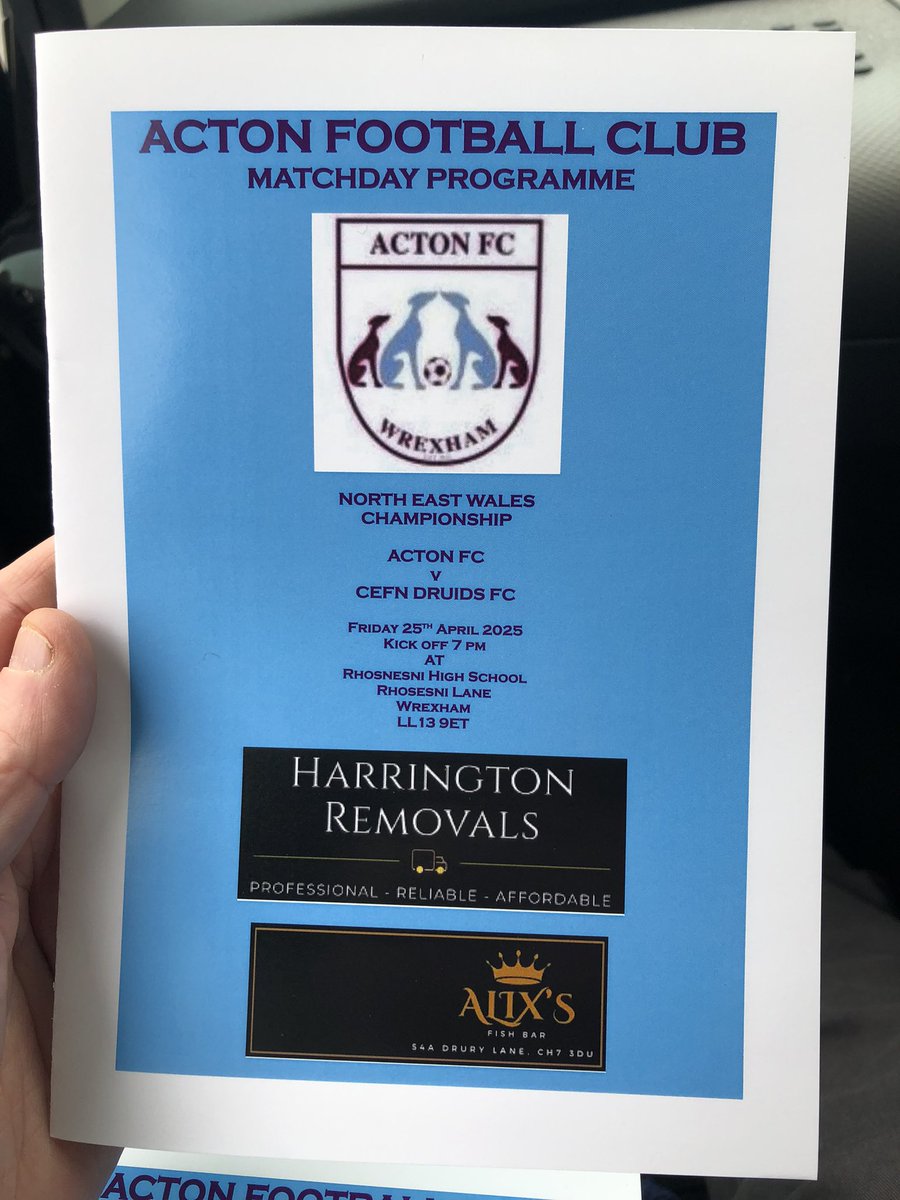 ACTON FOOTBALL CLUB
MATCHDAY PROGRAMME
ACTON FC
WREXHAM
NORTH EAST WALES
CHAMPIONSHIP
ACTON FC
v
CEFN DRUIDS FC
FRIDAY 25TH APRIL 2025
KICK OFF 7 PM
AT
RHOSNESNI HIGH SCHOOL
RHOSESNI LANE
WREXHAM
LL13 9ET
HARRINGTON
REMOVALS
PROFESSIONAL - RELIABLE - AFFORDABLE
ALIX'S
FISH BAR
54A DRURY LANE, CH7 3DU
ACTON FOOTBALL